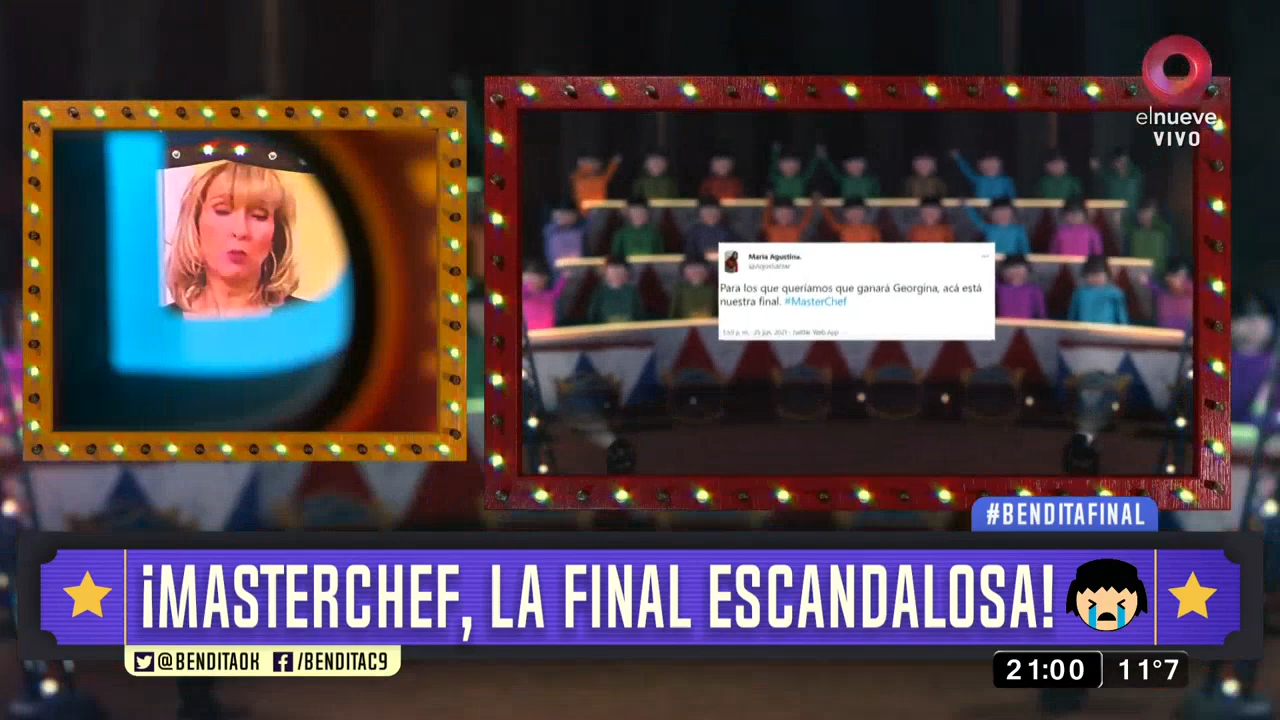 elnueve
VIVO
María Agustina.
Para los que queríamos que ganará Georgina, acá está
nuestra final. #MasterChef
#BENDITAFINAL
¡MASTERCHEF, LA FINAL ESCANDALOSA!
@BENDITAOK /BENDITAC9
21:00 11°7